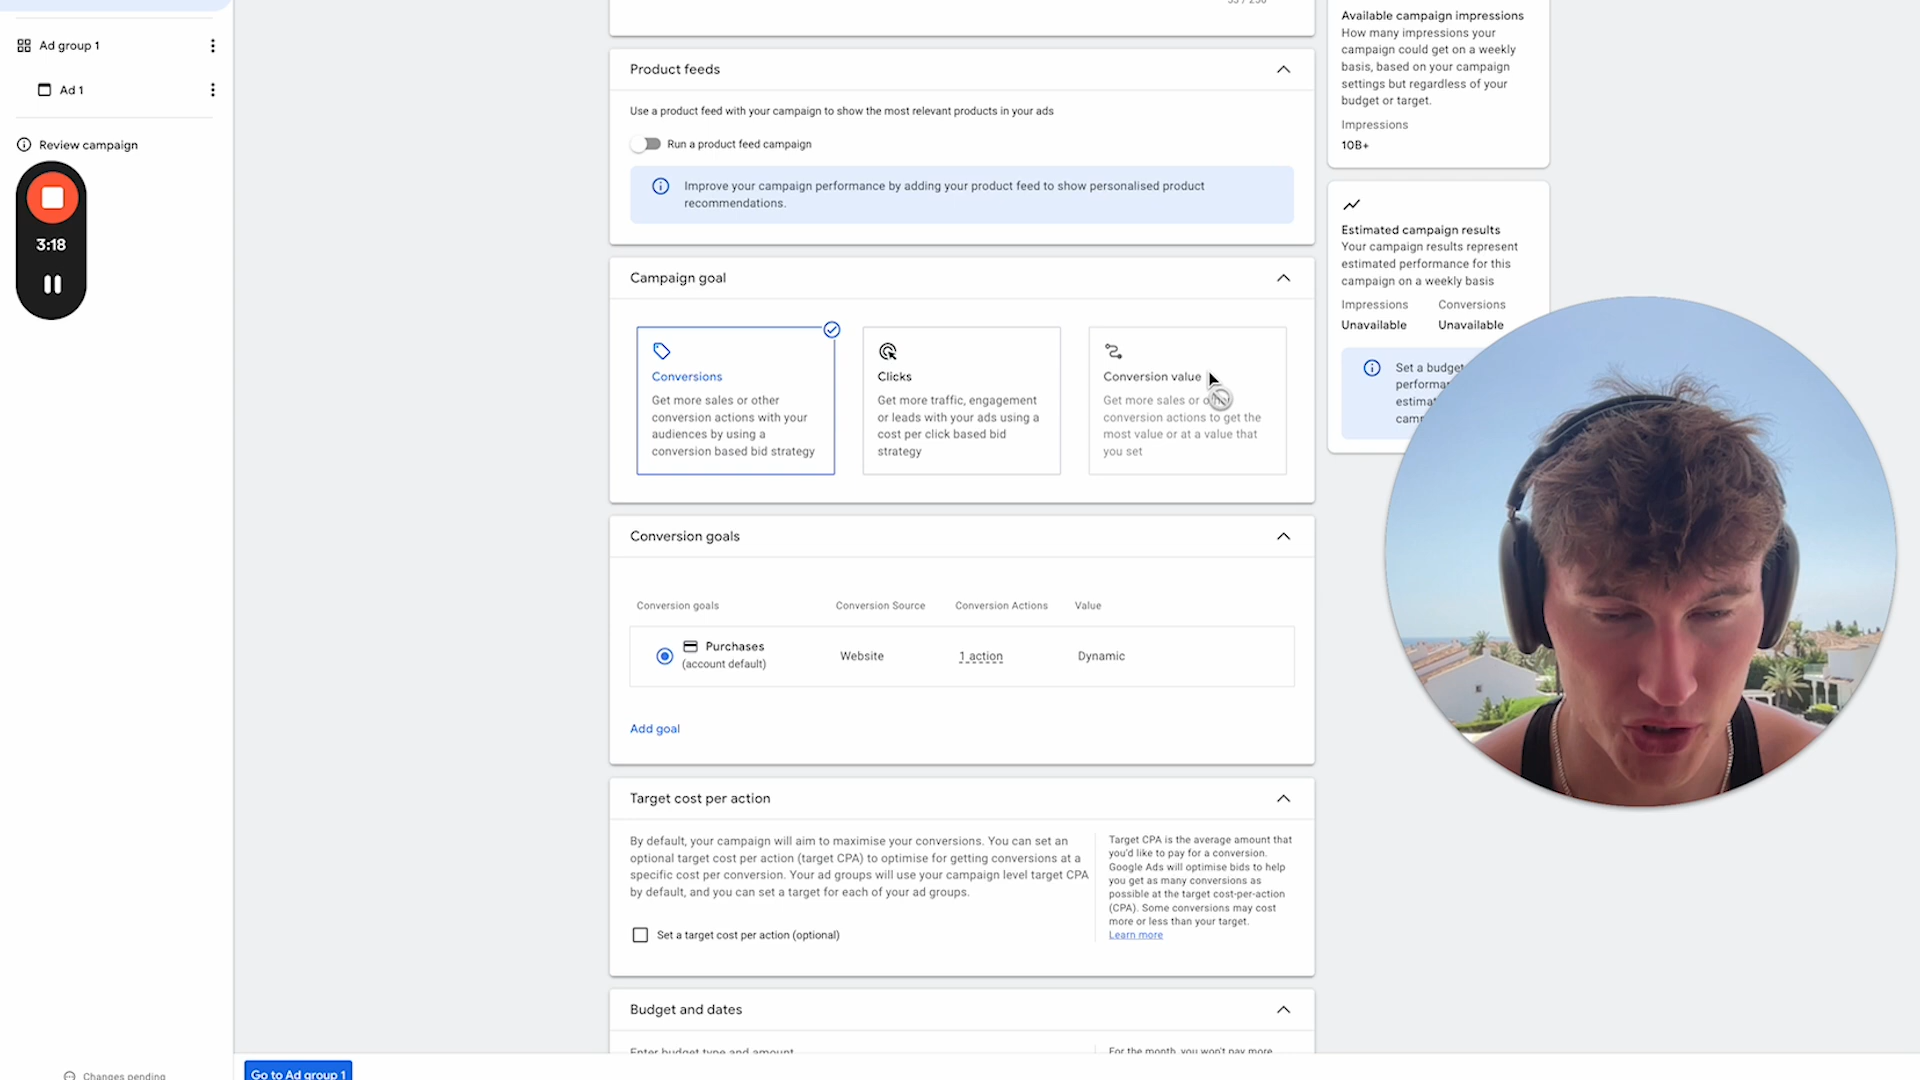 Ad group 1
Ad 1
Review campaign
3:18
Changes pending
Go to Ad group 1
Product feeds
Use a product feed with your campaign to show the most relevant products in your ads
Run a product feed campaign
Improve your campaign performance by adding your product feed to show personalised product
recommendations.
Campaign goal
Conversions
Get more sales or other
conversion actions with your
audiences by using a
conversion based bid strategy
Clicks
Get more traffic, engagement
or leads with your ads using a
cost per click based bid
strategy
Conversion value
Get more sales or other
conversion actions to get the
most value or at a value that
you set
Conversion goals
Conversion goals Conversion Source Conversion Actions Value
Purchases
(account default)
Website 1 action Dynamic
Add goal
Target cost per action
By default, your campaign will aim to maximise your conversions. You can set an
optional target cost per action (target CPA) to optimise for getting conversions at a
specific cost per conversion. Your ad groups will use your campaign level target CPA
by default, and you can set a target for each of your ad groups.
Set a target cost per action (optional)
Target CPA is the average amount that
you'd like to pay for a conversion.
Google Ads will optimise bids to help
you get as many conversions as
possible at the target cost-per-action
(CPA). Some conversions may cost
more or less than your target.
Learn more
Budget and dates
Enter budget type and amount
For the month, you won't pay more
Available campaign impressions
How many impressions your
campaign could get on a weekly
basis, based on your campaign
settings but regardless of your
budget or target.
Impressions
10B+
Estimated campaign results
Your campaign results represent
estimated performance for this
campaign on a weekly basis
Impressions Conversions
Unavailable Unavailable
Set a budget